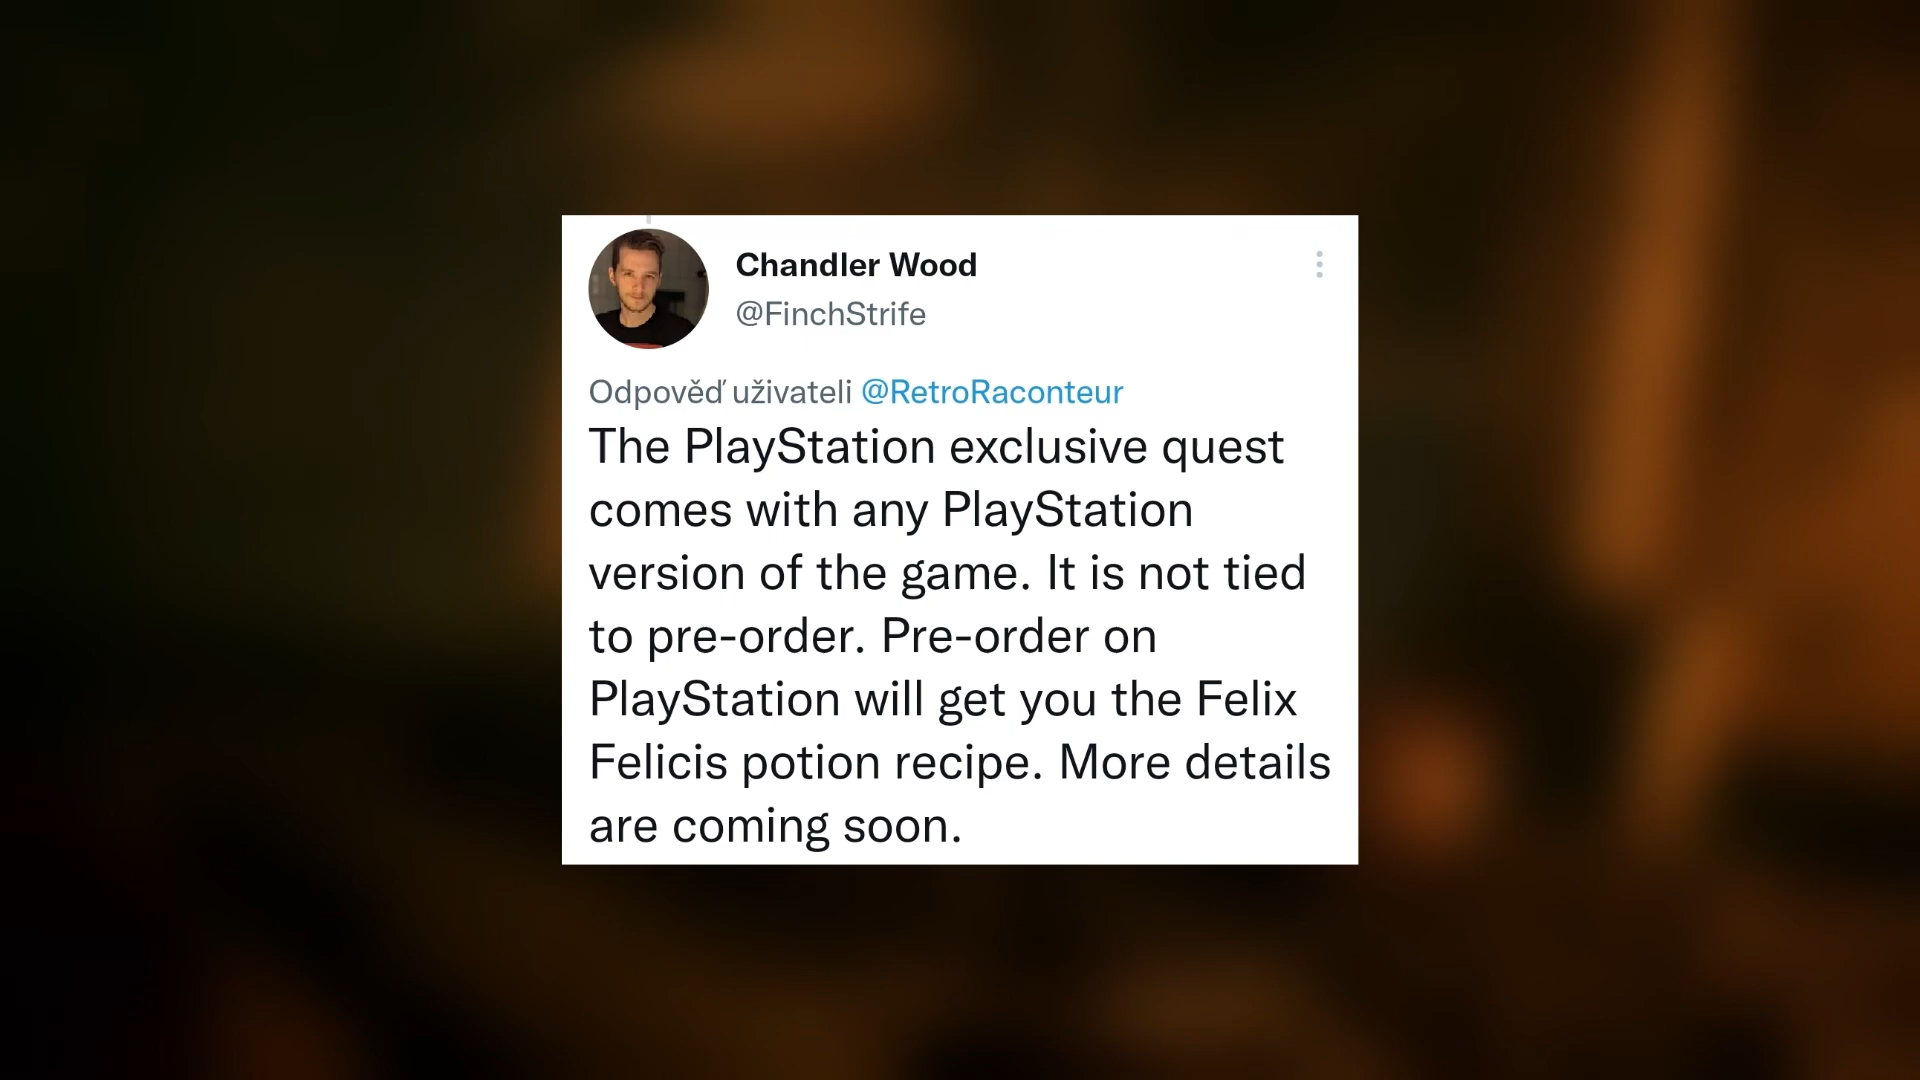 Chandler Wood
@FinchStrife
Odpověď uživateli @RetroRaconteur
The PlayStation exclusive quest
comes with any PlayStation
version of the game. It is not tied
to pre-order. Pre-order on
PlayStation will get you the Felix
Felicis potion recipe. More details
are coming soon.